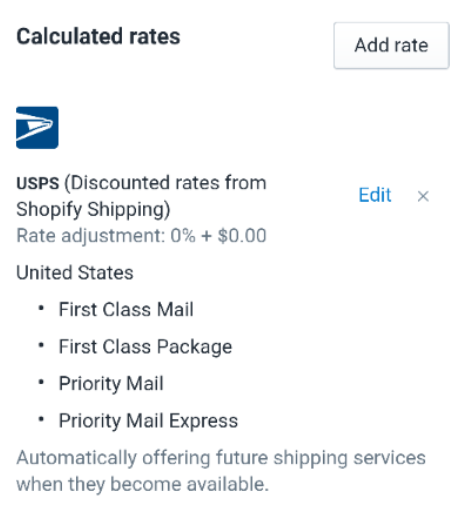 Calculated rates
Add rate
USPS (Discounted rates from
Shopify Shipping)
Edit ×
Rate adjustment: 0% + $0.00
United States
• First Class Mail
• First Class Package
• Priority Mail
• Priority Mail Express
Automatically offering future shipping services
when they become available.